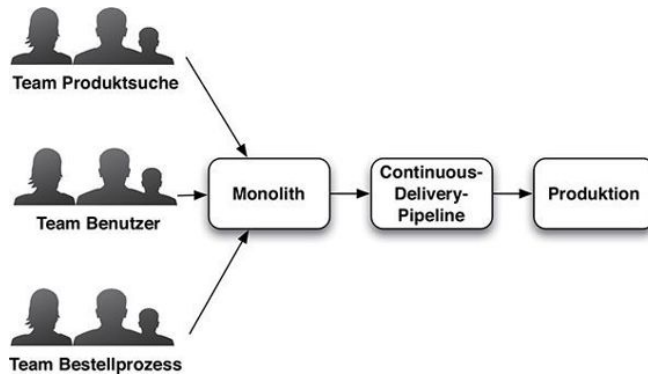 Team Produktsuche
Team Benutzer
Team Bestellprozess
Monolith
Continuous-
Delivery-
Pipeline
Produktion